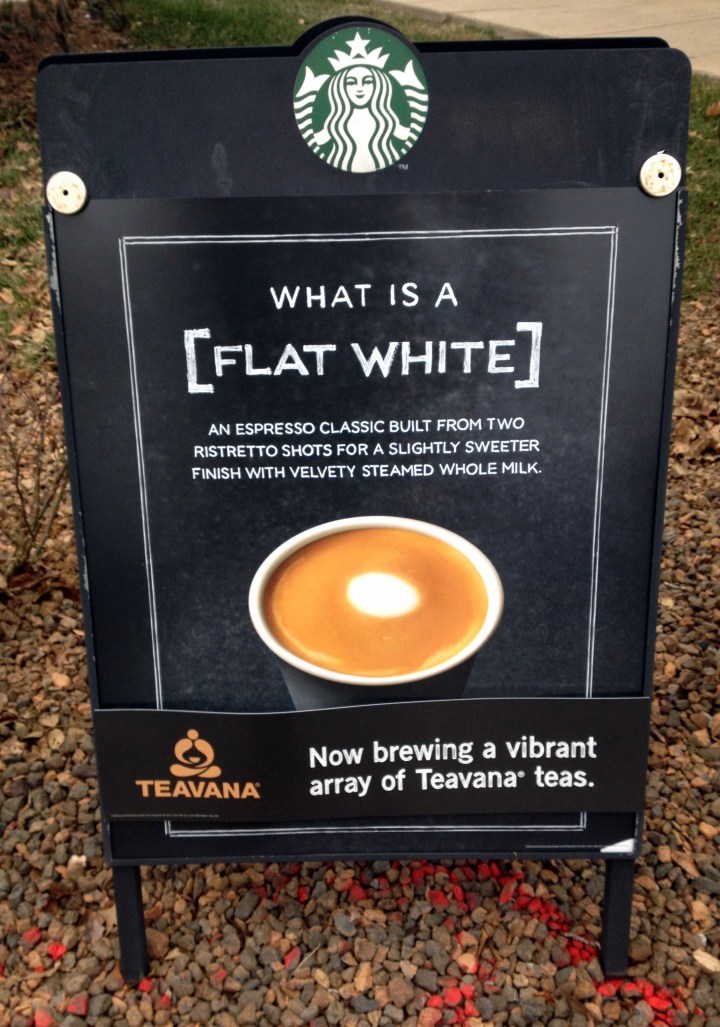 TM
WHAT IS A
[FLAT WHITE]
AN ESPRESSO CLASSIC BUILT FROM TWO
RISTRETTO SHOTS FOR A SLIGHTLY SWEETER
FINISH WITH VELVETY STEAMED WHOLE MILK.
TEAVANA®
Now brewing a vibrant
array of Teavana® teas.